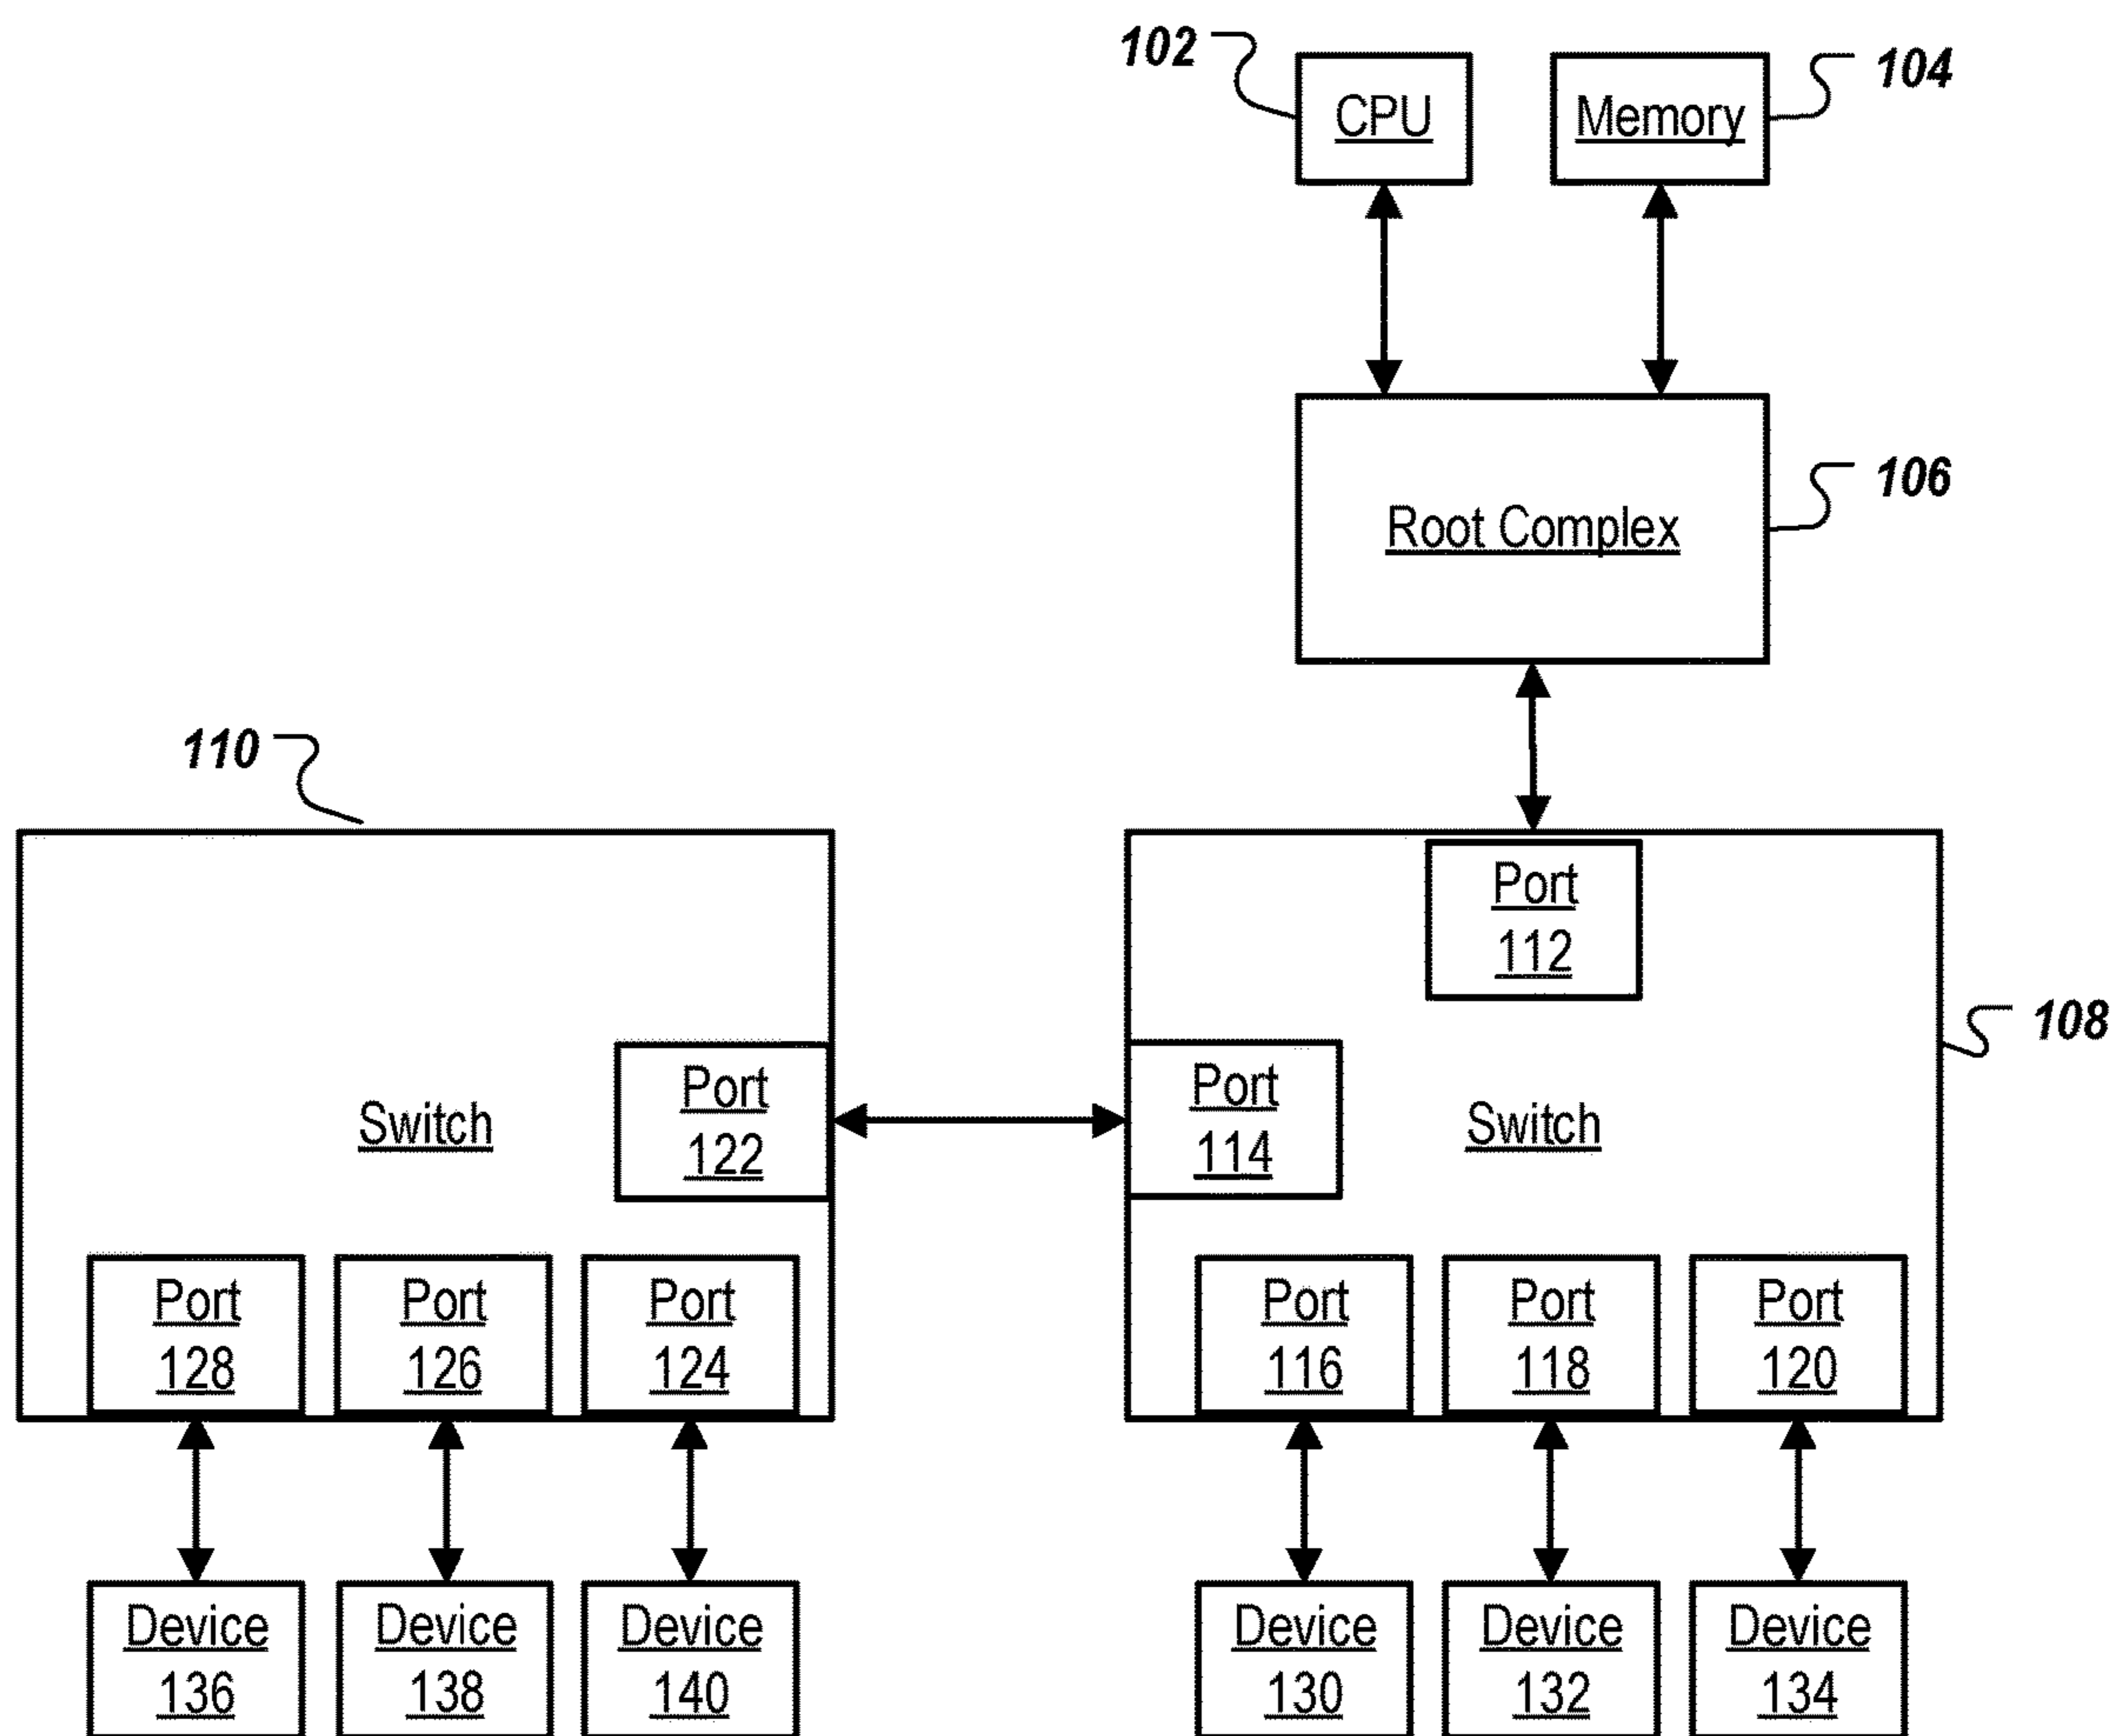 102
CPU
Memory
104
Root Complex
106
110
Port
112
108
Port
122
Switch
Port
114
Switch
Port
128
Port
126
Port
124
Port
116
Port
118
Port
120
Device
136
Device
138
Device
140
Device
130
Device
132
Device
134